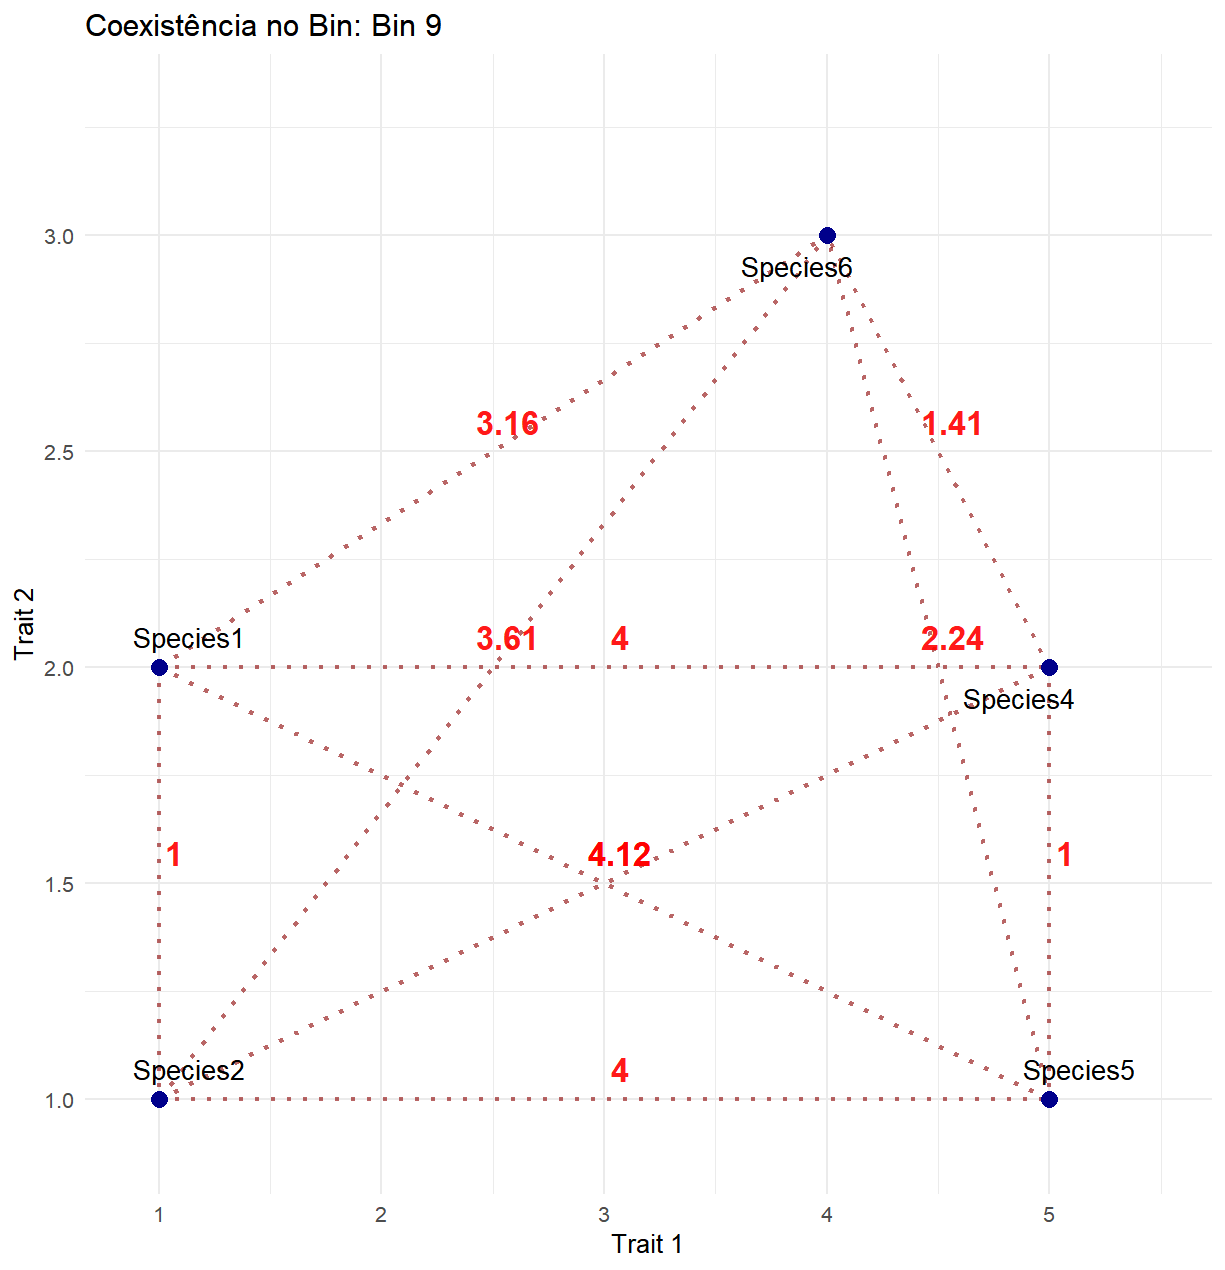 Coexistência no Bin: Bin 9
3.0
Species6
3.16
1.41
2.5
Species1
3.61
4
2.24
2.0
Species4
1
4.12
1
1.5
Species2
4
Species5
1.0
1
2
3
4
5
Trait 1
Trait 2